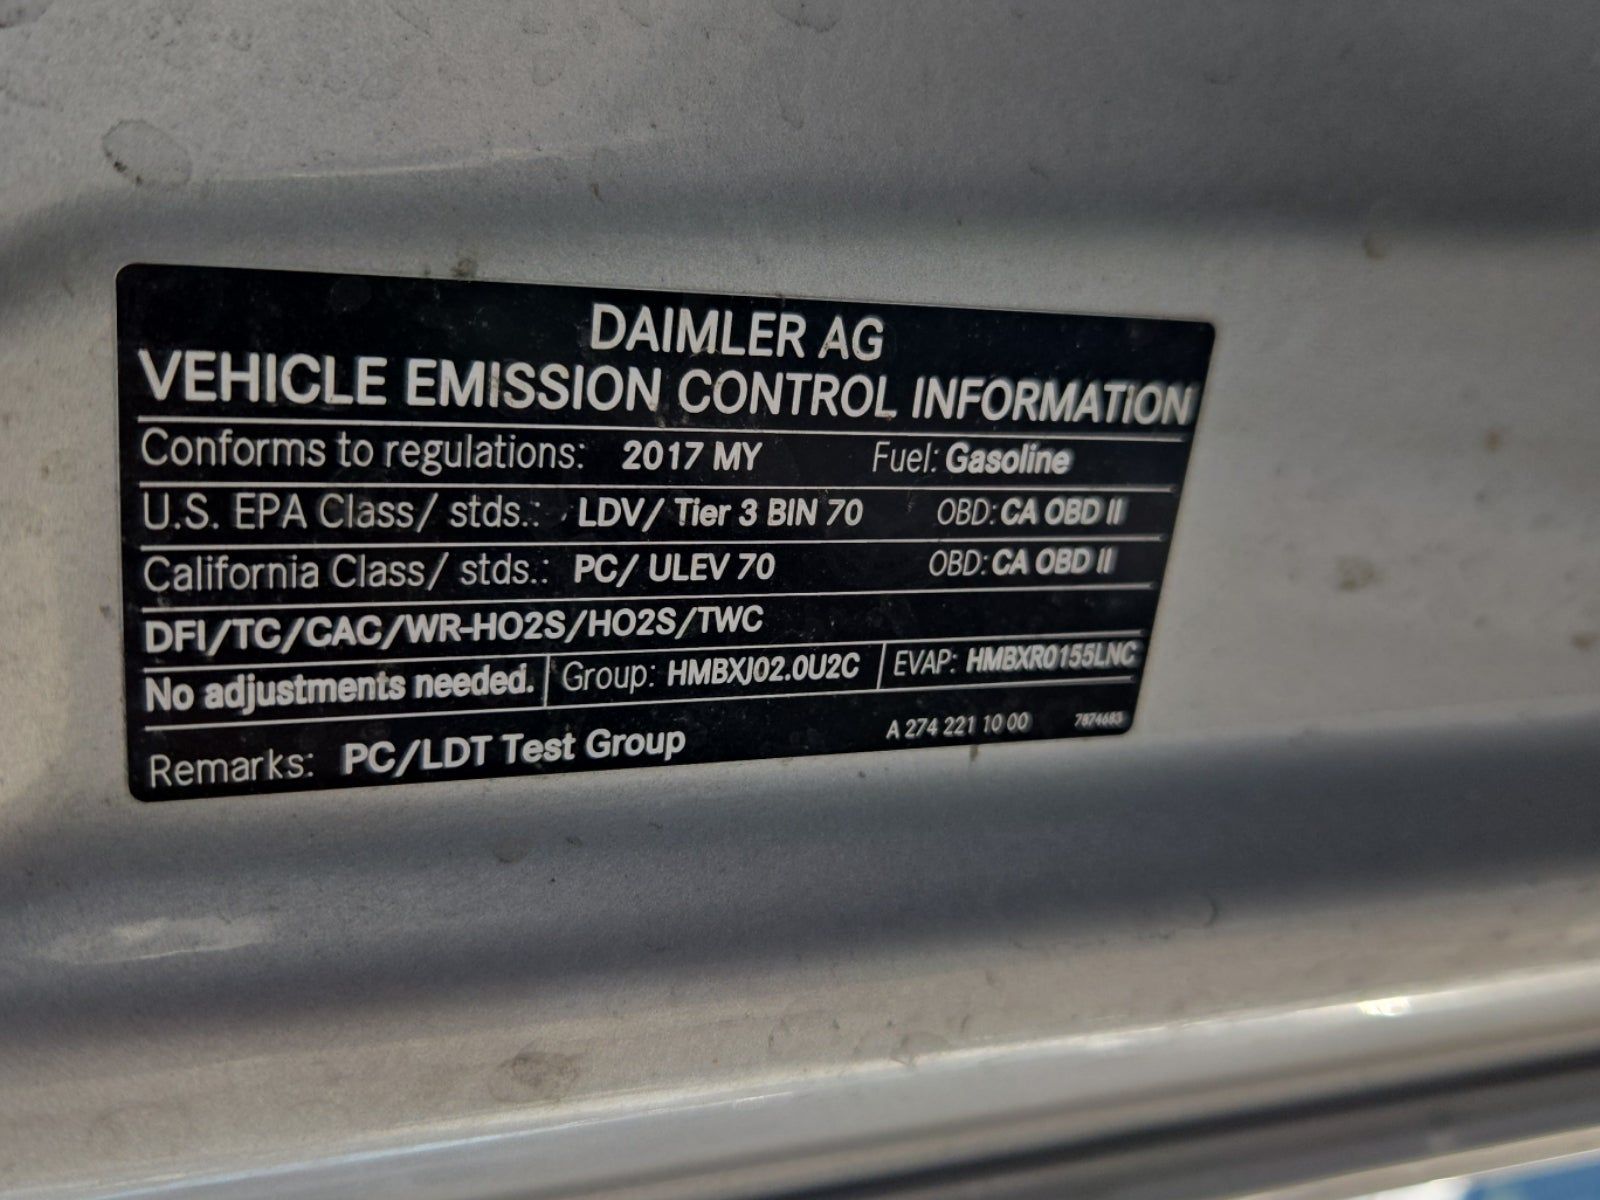 DAIMLER AG
VEHICLE EMISSION CONTROL INFORMATION
Conforms to regulations: 2017 MY Fuel: Gasoline
U.S. EPA Class/ stds.: LDV/ Tier 3 BIN 70 OBD: CA OBD II
California Class/ stds.: PC/ ULEV 70 OBD: CA OBD II
DFI/TC/CAC/WR-HO2S/HO2S/TWC
No adjustments needed. Group: HMBXJ02.0U2C EVAP: HMBXR0155LNC
Remarks: PC/LDT Test Group A 274 221 10 00 7874683